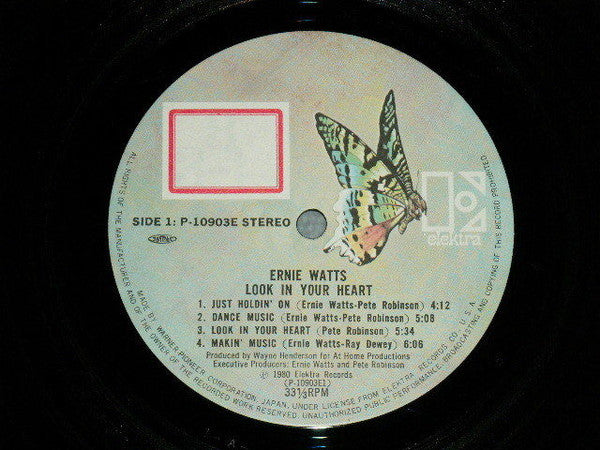 SIDE 1: P-10903E STEREO
elektra
ERNIE WATTS
LOOK IN YOUR HEART
1. JUST HOLDIN' ON (Ernie Watts-Pete Robinson) 4:12
2. DANCE MUSIC (Ernie Watts-Pete Robinson) 5:08
3. LOOK IN YOUR HEART (Pete Robinson) 5:34
4. MAKIN' MUSIC (Ernie Watts-Ray Dewey) 6:06
Produced by Wayne Henderson for At Home Productions
Executive Producers: Ernie Watts and Pete Robinson
℗ 1980 Elektra Records
(P-10903E1)
33⅓RPM
ALL RIGHTS OF THE MANUFACTURER AND OF THE OWNER OF THE RECORDED WORK RESERVED. UNAUTHORIZED PUBLIC PERFORMANCE, BROADCASTING AND COPYING OF THIS RECORD PROHIBITED.
MADE BY WARNER-PIONEER CORPORATION, JAPAN, UNDER LICENSE FROM ELEKTRA RECORDS CO., U.S.A.